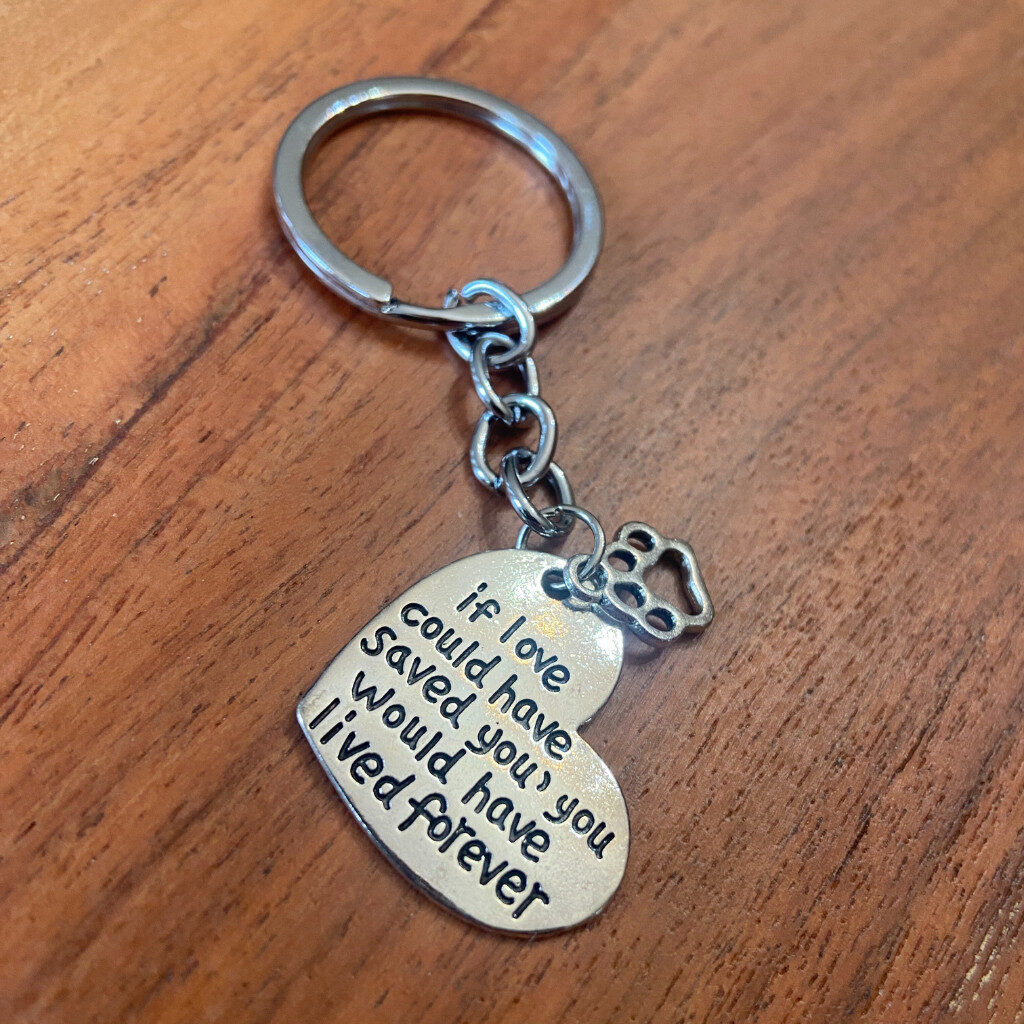 if love
could have
saved you, you
would have
lived forever